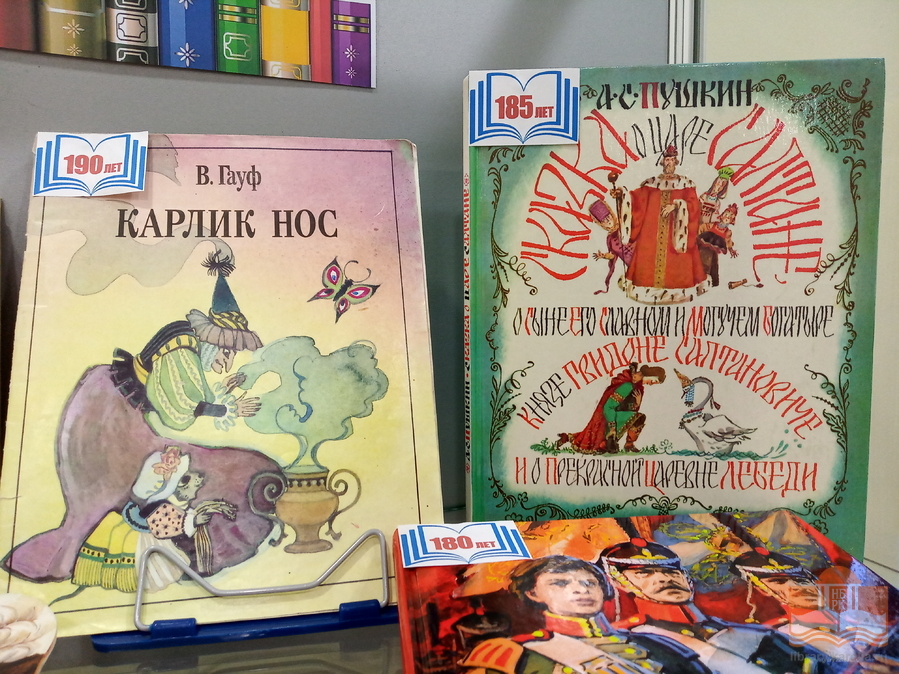 190 ЛЕТ
В. Гауф
КАРЛИК НОС
185 ЛЕТ
А·С·ПУШКИН
СКАЗКА О ЦАРЕ САЛТАНЕ
О СЫНЕ ЕГО СЛАВНОМ И МОГУЧЕМ БОГАТЫРЕ
КНЯЗЕ ГВИДОНЕ САЛТАНОВИЧЕ
И О ПРЕКРАСНОЙ ЦАРЕВНЕ ЛЕБЕДИ
180 ЛЕТ